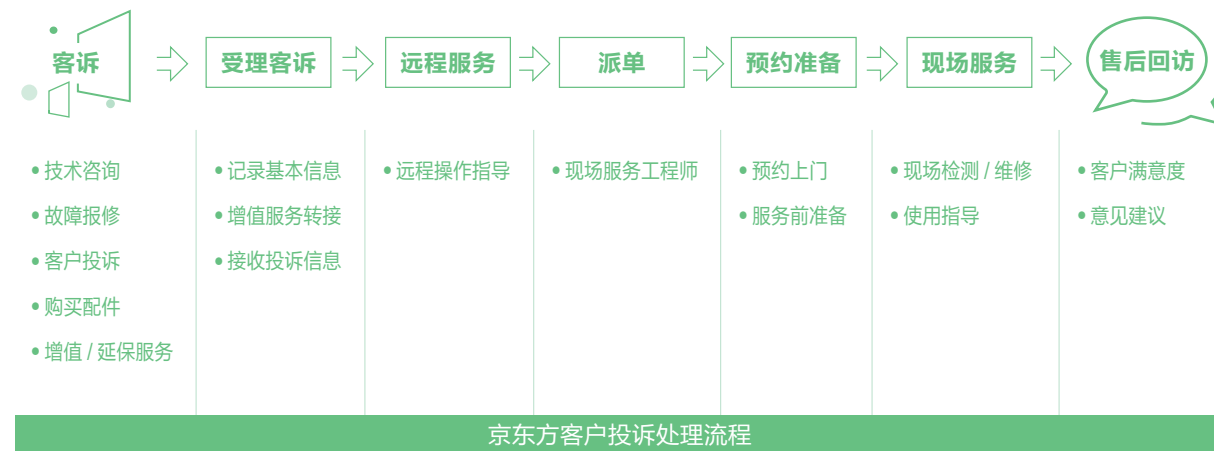 客诉
受理客诉
远程服务
派单
预约准备
现场服务
售后回访
• 技术咨询
• 故障报修
• 客户投诉
• 购买配件
• 增值 / 延保服务
• 记录基本信息
• 增值服务转接
• 接收投诉信息
• 远程操作指导
• 现场服务工程师
• 预约上门
• 服务前准备
• 现场检测 / 维修
• 使用指导
• 客户满意度
• 意见建议
京东方客户投诉处理流程